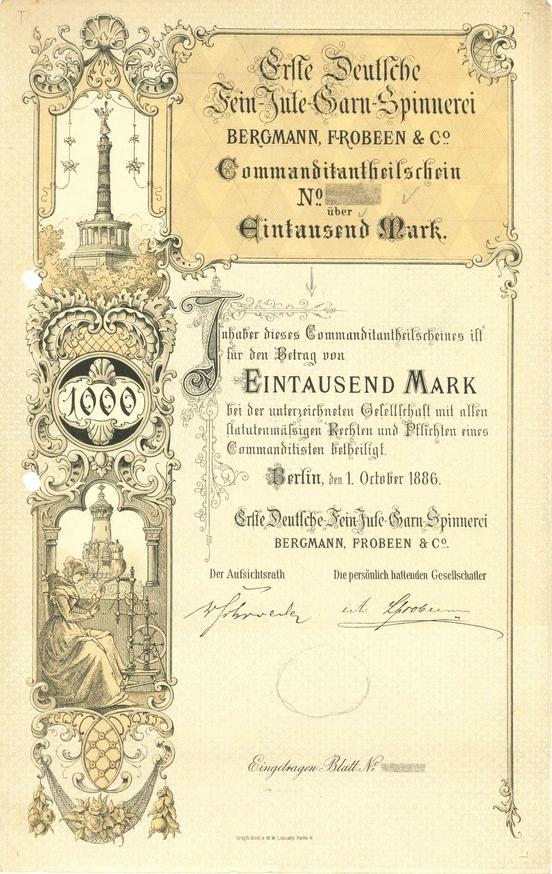 Erste Deutsche
Fein-Jute-Garn-Spinnerei
BERGMANN, FROBEEN & Co.
Commanditantheilschein
No.
über
Eintausend Mark.
1000
Inhaber dieses Commanditantheilscheines ist
für den Betrag von
EINTAUSEND MARK
bei der unterzeichneten Gesellschaft mit allen
statutenmässigen Rechten und Pflichten eines
Commanditisten betheiligt.
Berlin, den 1. October 1886.
Erste Deutsche Fein-Jute-Garn-Spinnerei
BERGMANN, FROBEEN & Co.
Der Aufsichtsrath
Die persönlich haftenden Gesellschafter
Eingetragen Blatt No.